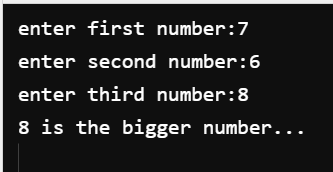 enter first number:7
enter second number:6
enter third number:8
8 is the bigger number...